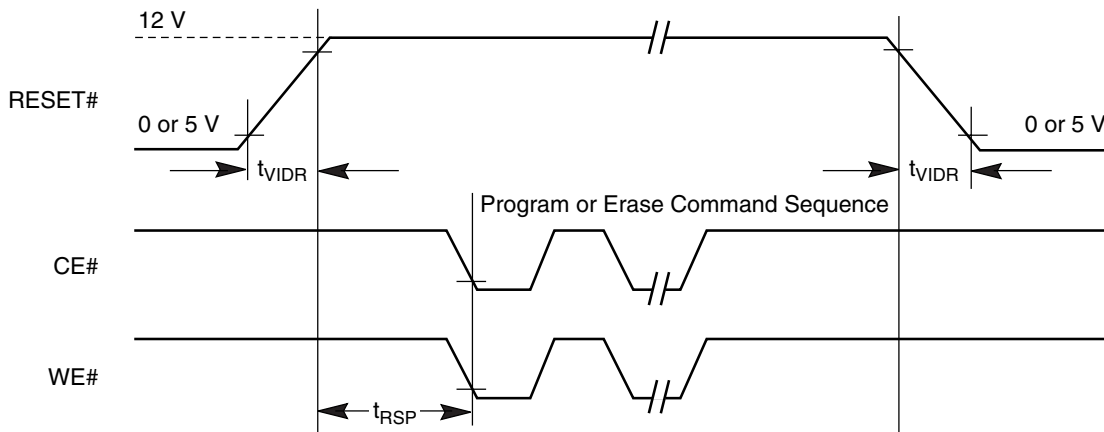 12 V
RESET#
0 or 5 V
0 or 5 V
tVIDR
tVIDR
Program or Erase Command Sequence
CE#
WE#
tRSP